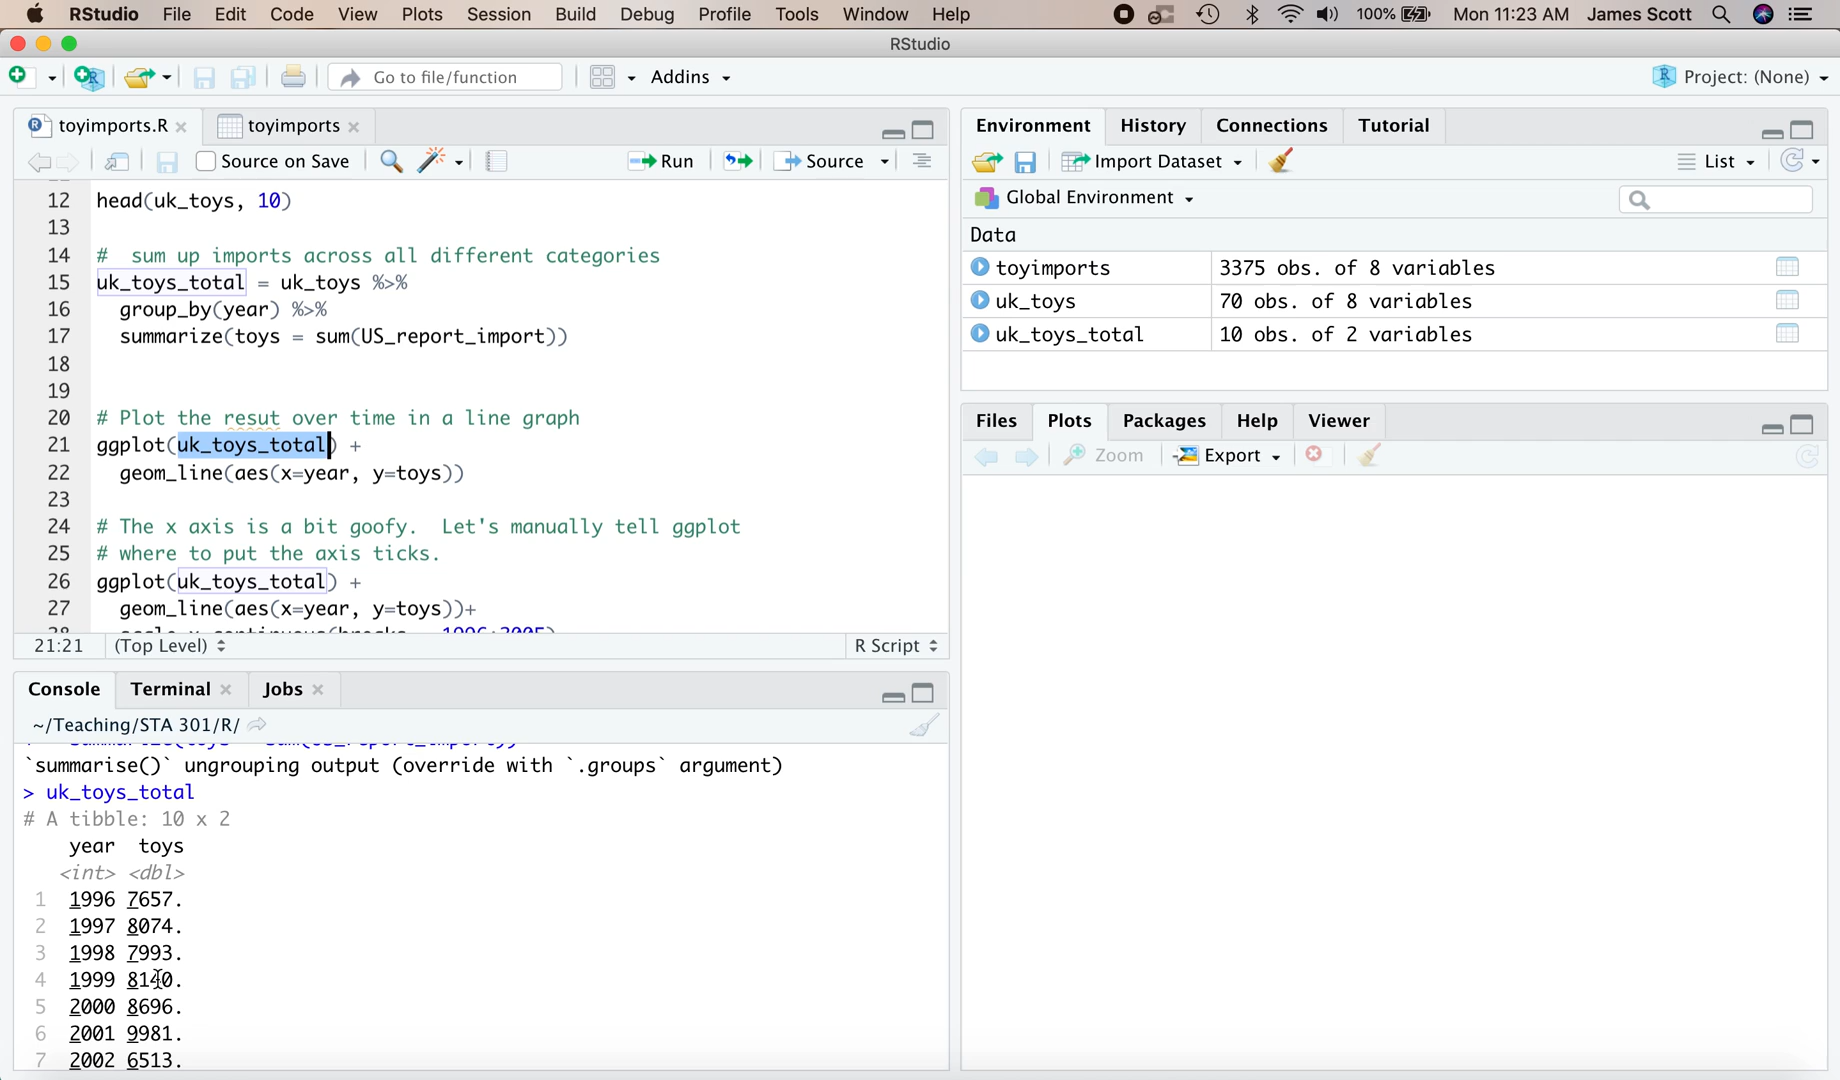 RStudio File Edit Code View Plots Session Build Debug Profile Tools Window Help 100% Mon 11:23 AM James Scott
RStudio
Go to file/function Addins Project: (None)
toyimports.R toyimports
Source on Save Run Source
12 head(uk_toys, 10)
13
14 #  sum up imports across all different categories
15 uk_toys_total = uk_toys %>%
16 group_by(year) %>%
17 summarize(toys = sum(US_report_import))
18
19
20 # Plot the resut over time in a line graph
21 ggplot(uk_toys_total) +
22 geom_line(aes(x=year, y=toys))
23
24 # The x axis is a bit goofy.  Let's manually tell ggplot
25 # where to put the axis ticks.
26 ggplot(uk_toys_total) +
27 geom_line(aes(x=year, y=toys))+
28 scale_x_continuous(breaks = 1996:2005)
21:21 (Top Level) R Script
Console Terminal Jobs
~/Teaching/STA 301/R/
+ summarize(toys = sum(US_report_import))
`summarise()` ungrouping output (override with `.groups` argument)
> uk_toys_total
# A tibble: 10 x 2
year toys
<int> <dbl>
1 1996 7657.
2 1997 8074.
3 1998 7993.
4 1999 8140.
5 2000 8696.
6 2001 9981.
7 2002 6513.
Environment History Connections Tutorial
Import Dataset List
Global Environment
Data
toyimports 3375 obs. of 8 variables
uk_toys 70 obs. of 8 variables
uk_toys_total 10 obs. of 2 variables
Files Plots Packages Help Viewer
Zoom Export